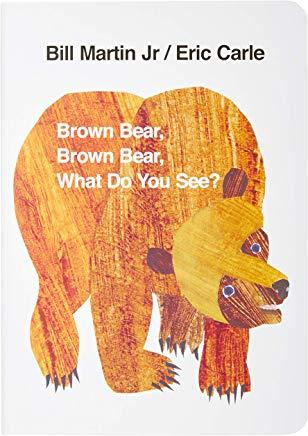 Bill Martin Jr / Eric Carle
Brown Bear,
Brown Bear,
What Do You See?